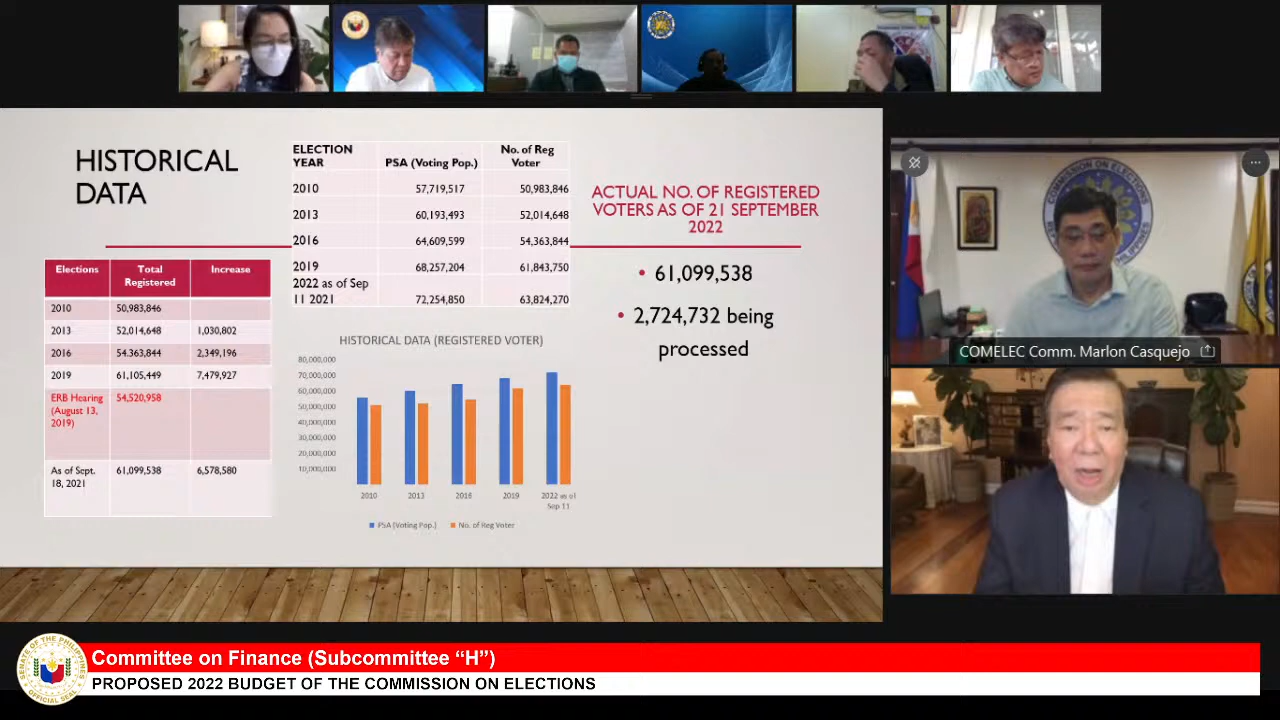 HISTORICAL
DATA
ELECTION YEAR PSA (Voting Pop.) No. of Reg Voter
2010 57,719,517 50,983,846
2013 60,193,493 52,014,648
2016 64,609,599 54,363,844
2019 68,257,204 61,843,750
2022 as of Sep 11 2021 72,254,850 63,824,270
ACTUAL NO. OF REGISTERED
VOTERS AS OF 21 SEPTEMBER
2022
• 61,099,538
• 2,724,732 being
processed
Elections Total Registered Increase
2010 50,983,846
2013 52,014,648 1,030,802
2016 54.363,844 2,349,196
2019 61,105,449 7,479,927
ERB Hearing (August 13, 2019) 54,520,958
As of Sept. 18, 2021 61,099,538 6,578,580
HISTORICAL DATA (REGISTERED VOTER)
80,000,000
70,000,000
60,000,000
50,000,000
40,000,000
30,000,000
20,000,000
10,000,000
2010 2013 2016 2019 2022 as of
Sep 11
PSA (Voting Pop.) No. of Reg Voter
COMMISSION ON ELECTIONS
COMELEC Comm. Marlon Casquejo
SENATE OF THE PHILIPPINES
OFFICIAL SEAL
Committee on Finance (Subcommittee “H”)
PROPOSED 2022 BUDGET OF THE COMMISSION ON ELECTIONS